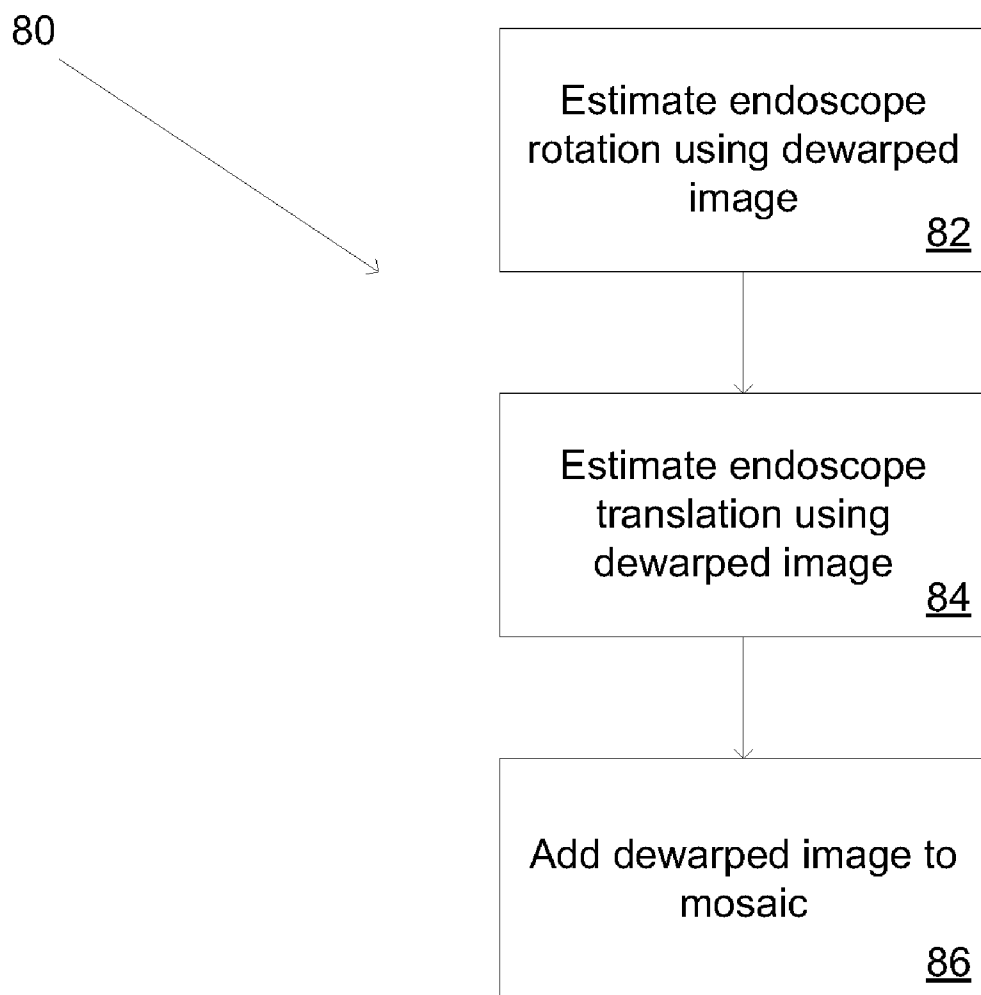 80
Estimate endoscope
rotation using dewarped
image
82
Estimate endoscope
translation using
dewarped image
84
Add dewarped image to
mosaic
86